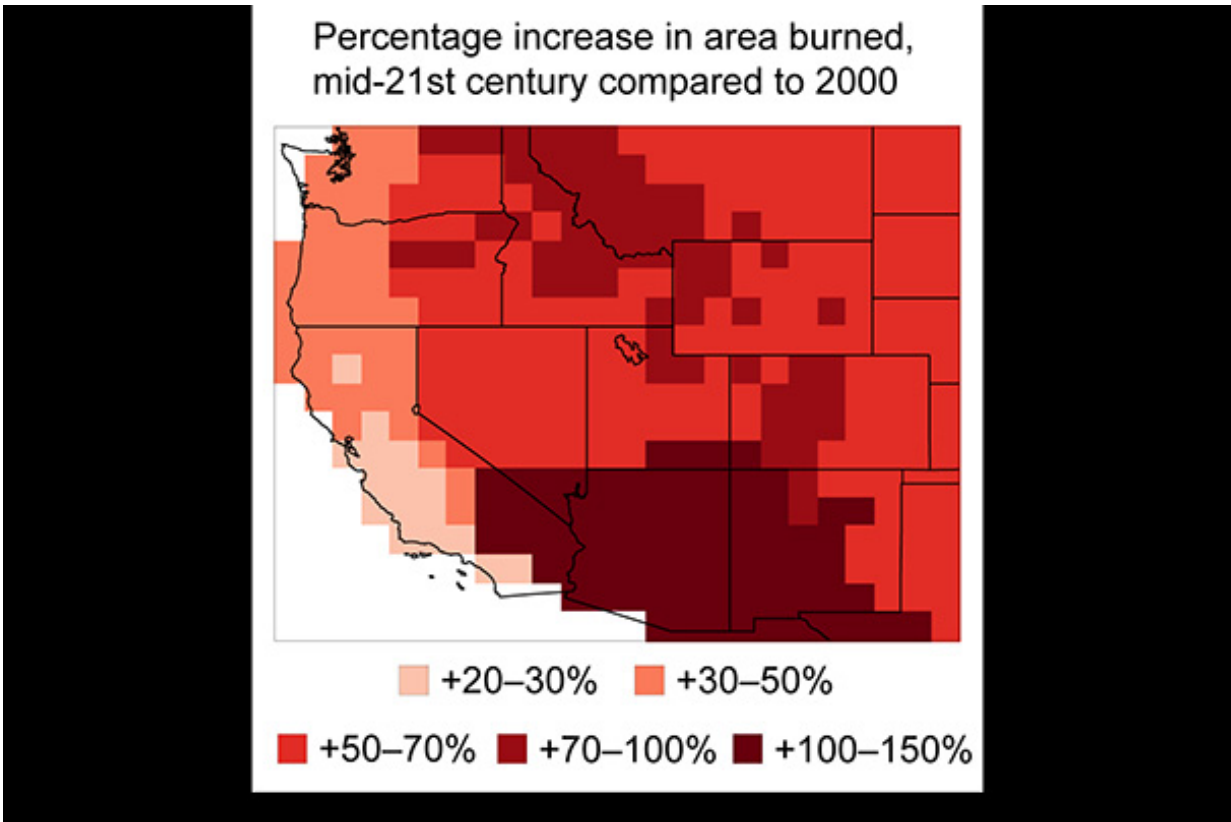 Percentage increase in area burned,
mid-21st century compared to 2000
+20–30% +30–50%
+50–70% +70–100% +100–150%